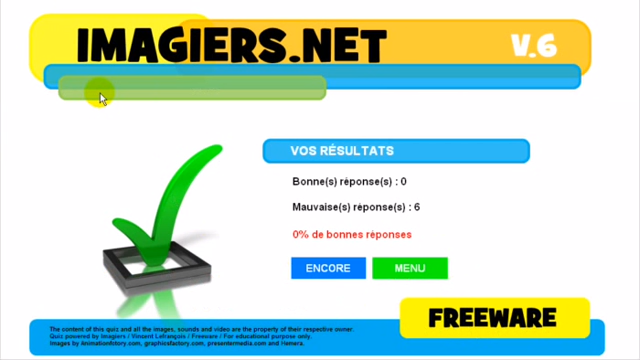 IMAGIERS.NET
V.6
VOS RÉSULTATS
Bonne(s) réponse(s) : 0
Mauvaise(s) réponse(s) : 6
0% de bonnes réponses
ENCORE
MENU
FREEWARE
The content of this quiz and all the images, sounds and video are the property of their respective owner.
Quiz powered by Imagiers / Vincent Lefrançois / Freeware / For educational purpose only.
Images by Animationfctory.com, graphicsfactory.com, presentermedia.com and Hemera.